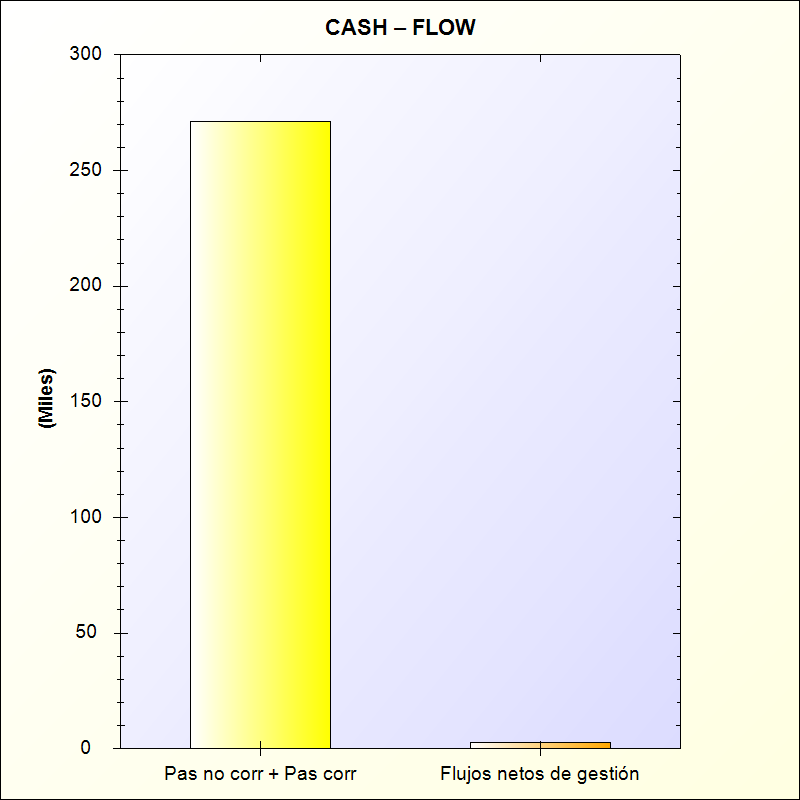 CASH – FLOW
300
250
200
150
100
50
0
(Miles)
Pas no corr + Pas corr
Flujos netos de gestión